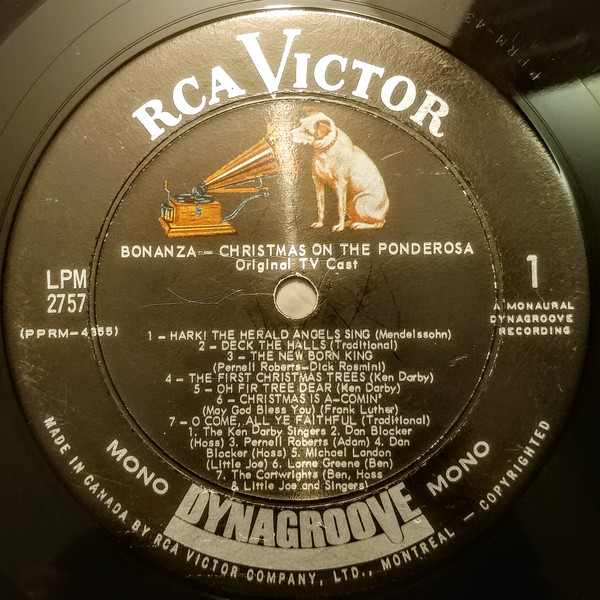 RCA VICTOR
BONANZA — CHRISTMAS ON THE PONDEROSA
Original TV Cast
LPM
2757
(PPRM-4355)
1
A MONAURAL
DYNAGROOVE
RECORDING
1 - HARK! THE HERALD ANGELS SING (Mendelssohn)
2 - DECK THE HALLS (Traditional)
3 - THE NEW BORN KING
(Pernell Roberts-Dick Rosmini)
4 - THE FIRST CHRISTMAS TREES (Ken Darby)
5 - OH FIR TREE DEAR (Ken Darby)
6 - CHRISTMAS IS A-COMIN'
(May God Bless You) (Frank Luther)
7 - O COME, ALL YE FAITHFUL (Traditional)
1. The Ken Darby Singers 2. Dan Blocker
(Hoss) 3. Pernell Roberts (Adam) 4. Dan
Blocker (Hoss) 5. Michael Landon
(Little Joe) 6. Lorne Greene (Ben)
7. The Cartwrights (Ben, Hoss
& Little Joe and Singers)
MONO
MONO
DYNAGROOVE
MADE IN CANADA BY RCA VICTOR COMPANY, LTD., MONTREAL — COPYRIGHTED